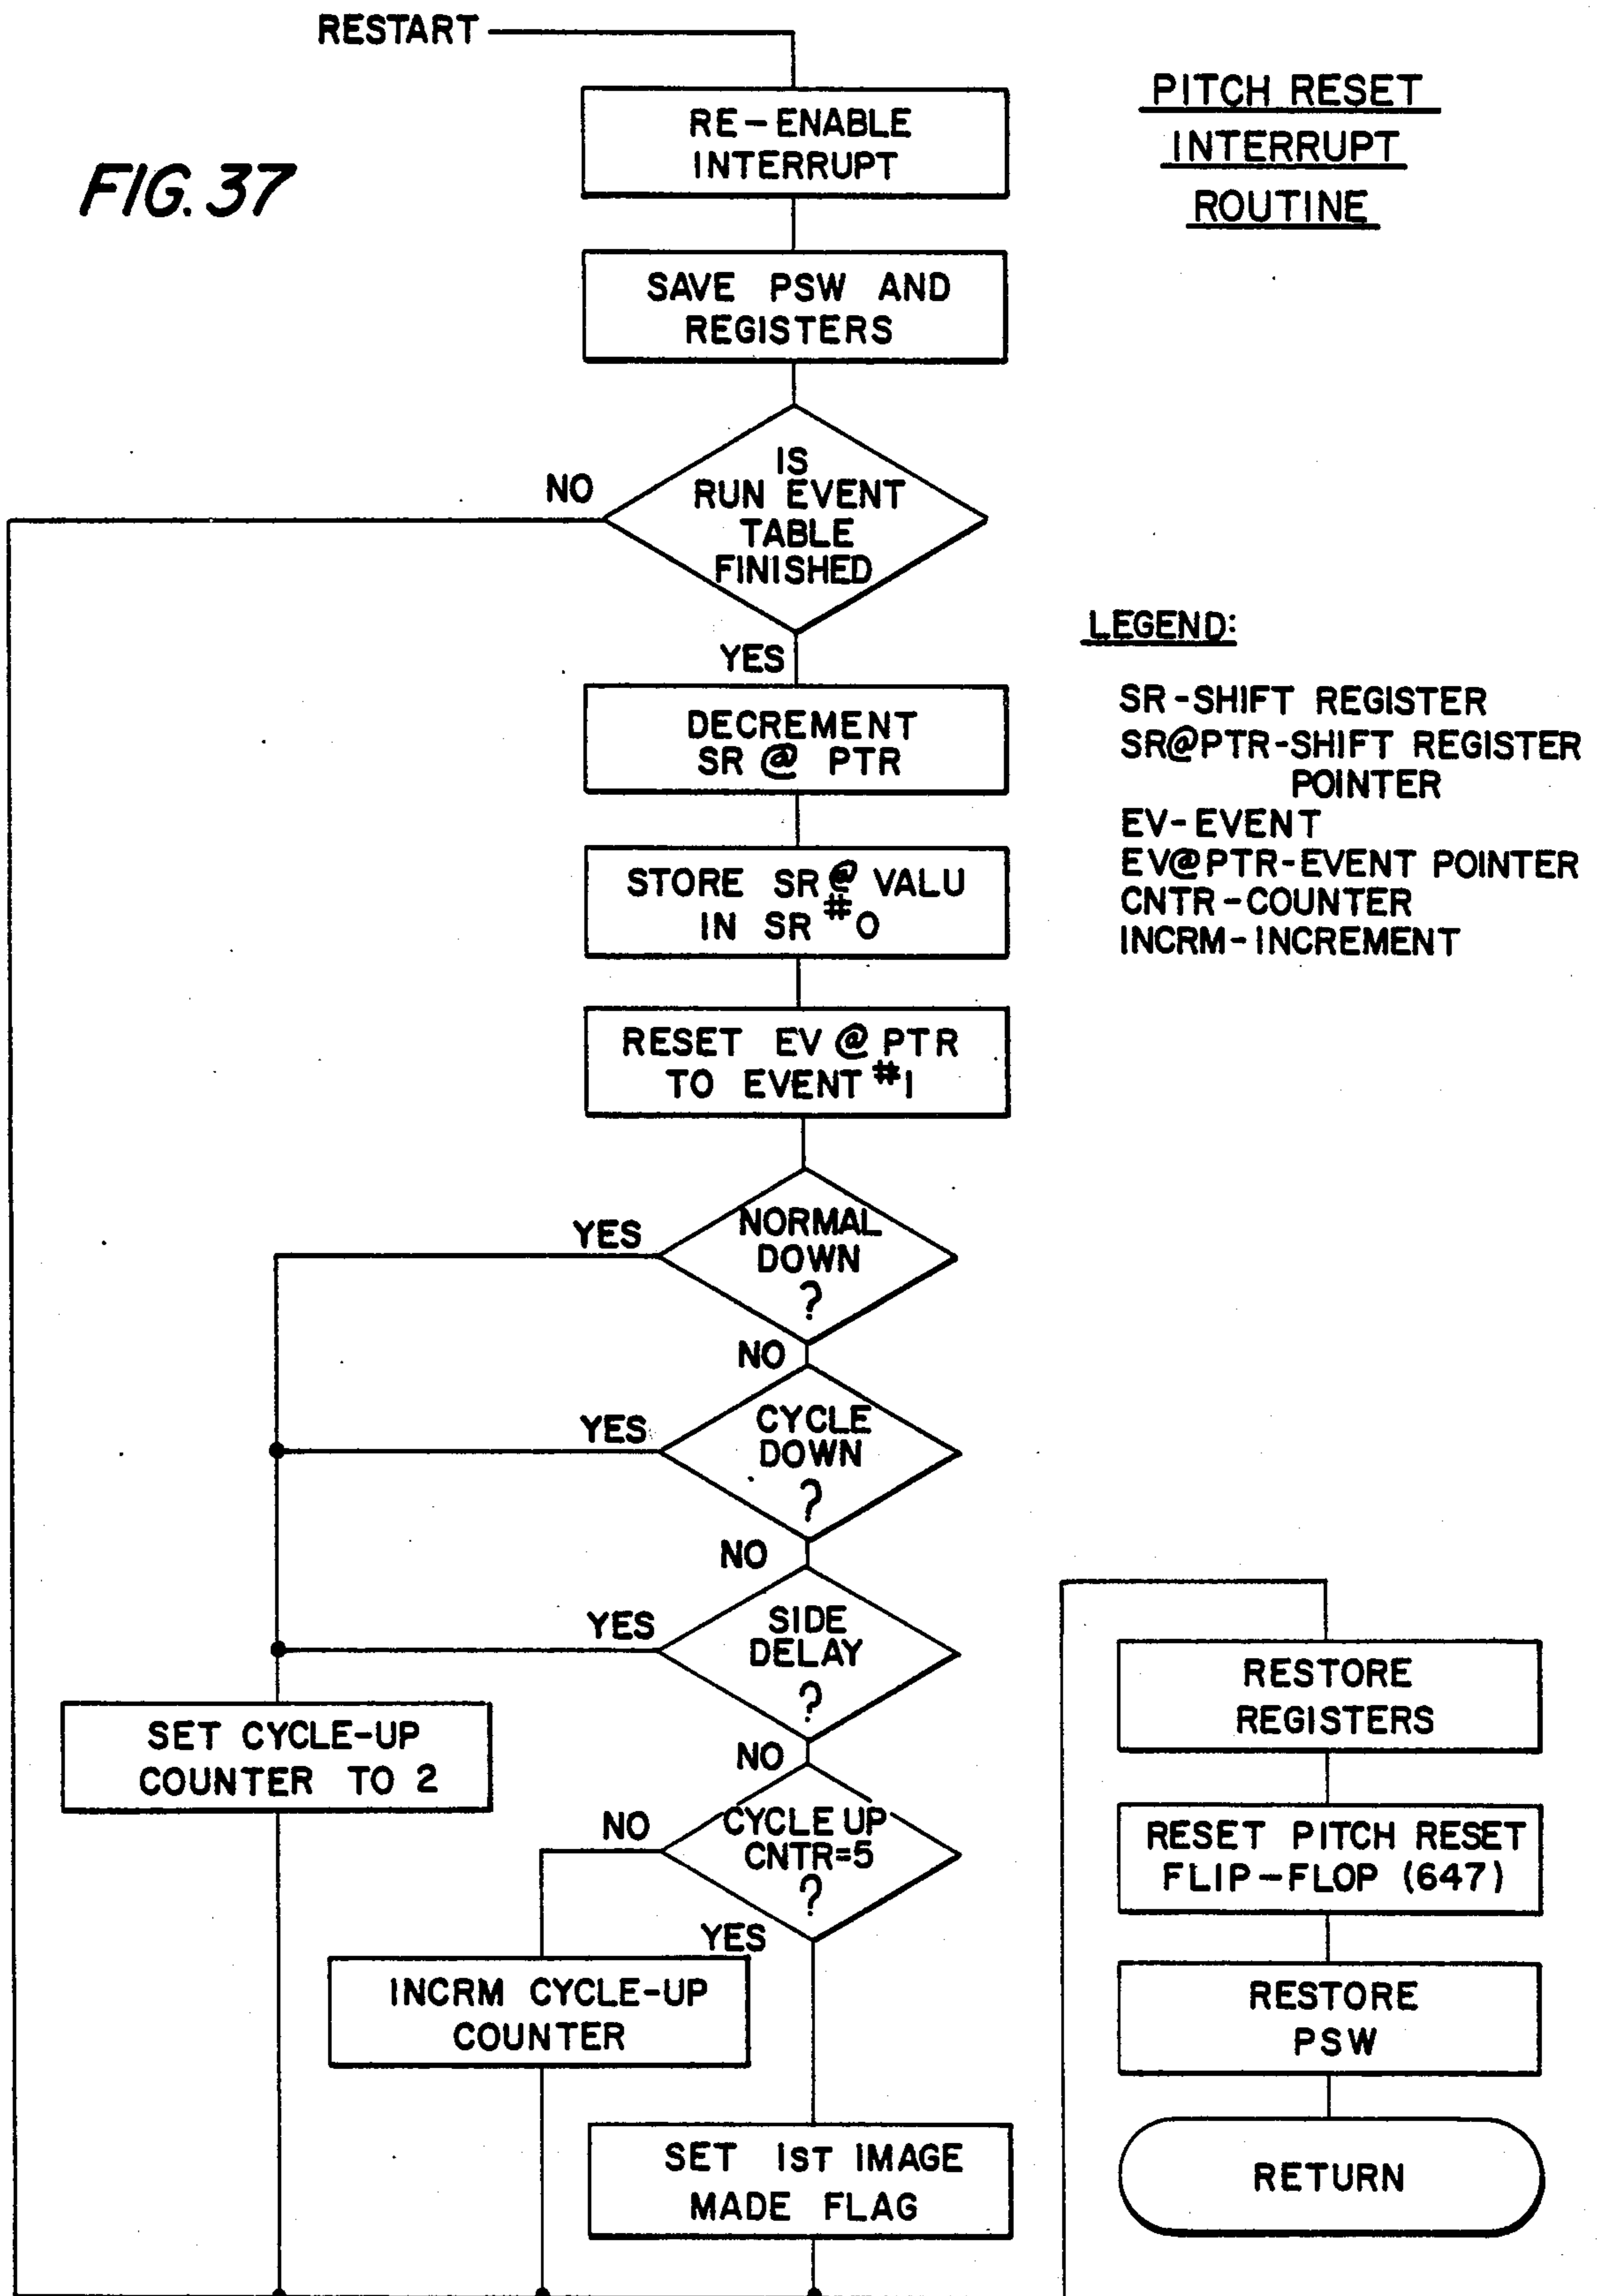 RESTART
PITCH RESET
INTERRUPT
ROUTINE
FIG. 37
RE-ENABLE
INTERRUPT
SAVE PSW AND
REGISTERS
IS
RUN EVENT
TABLE
FINISHED
NO
YES
LEGEND:
SR-SHIFT REGISTER
SR@PTR-SHIFT REGISTER
POINTER
EV-EVENT
EV@PTR-EVENT POINTER
CNTR-COUNTER
INCRM-INCREMENT
DECREMENT
SR @ PTR
STORE SR@ VALU
IN SR #0
RESET EV @ PTR
TO EVENT #1
NORMAL
DOWN
?
YES
NO
CYCLE
DOWN
?
YES
NO
SIDE
DELAY
?
YES
NO
SET CYCLE-UP
COUNTER TO 2
CYCLE UP
CNTR=5
?
NO
YES
INCRM CYCLE-UP
COUNTER
SET 1ST IMAGE
MADE FLAG
RESTORE
REGISTERS
RESET PITCH RESET
FLIP-FLOP (647)
RESTORE
PSW
RETURN